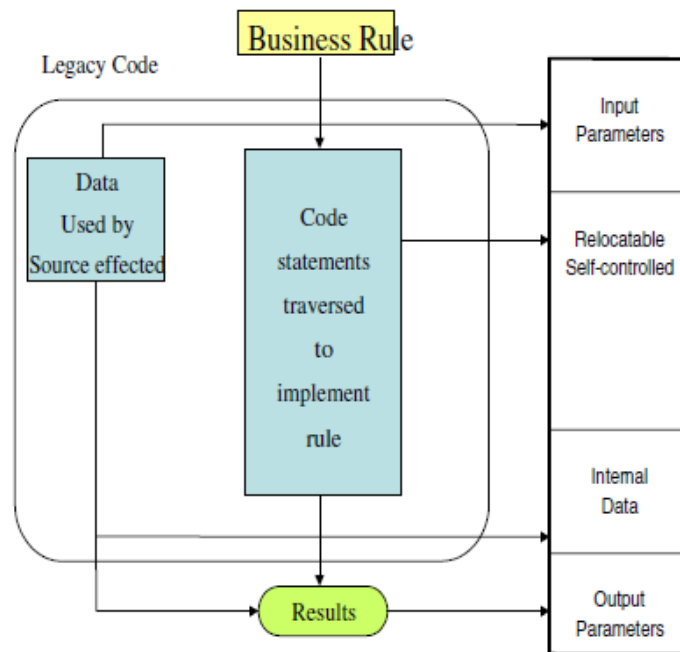 Business Rule
Legacy Code
Input
Parameters
Data
Used by
Source effected
Code
statements
traversed
to
implement
rule
Relocatable
Self-controlled
Internal
Data
Results
Output
Parameters